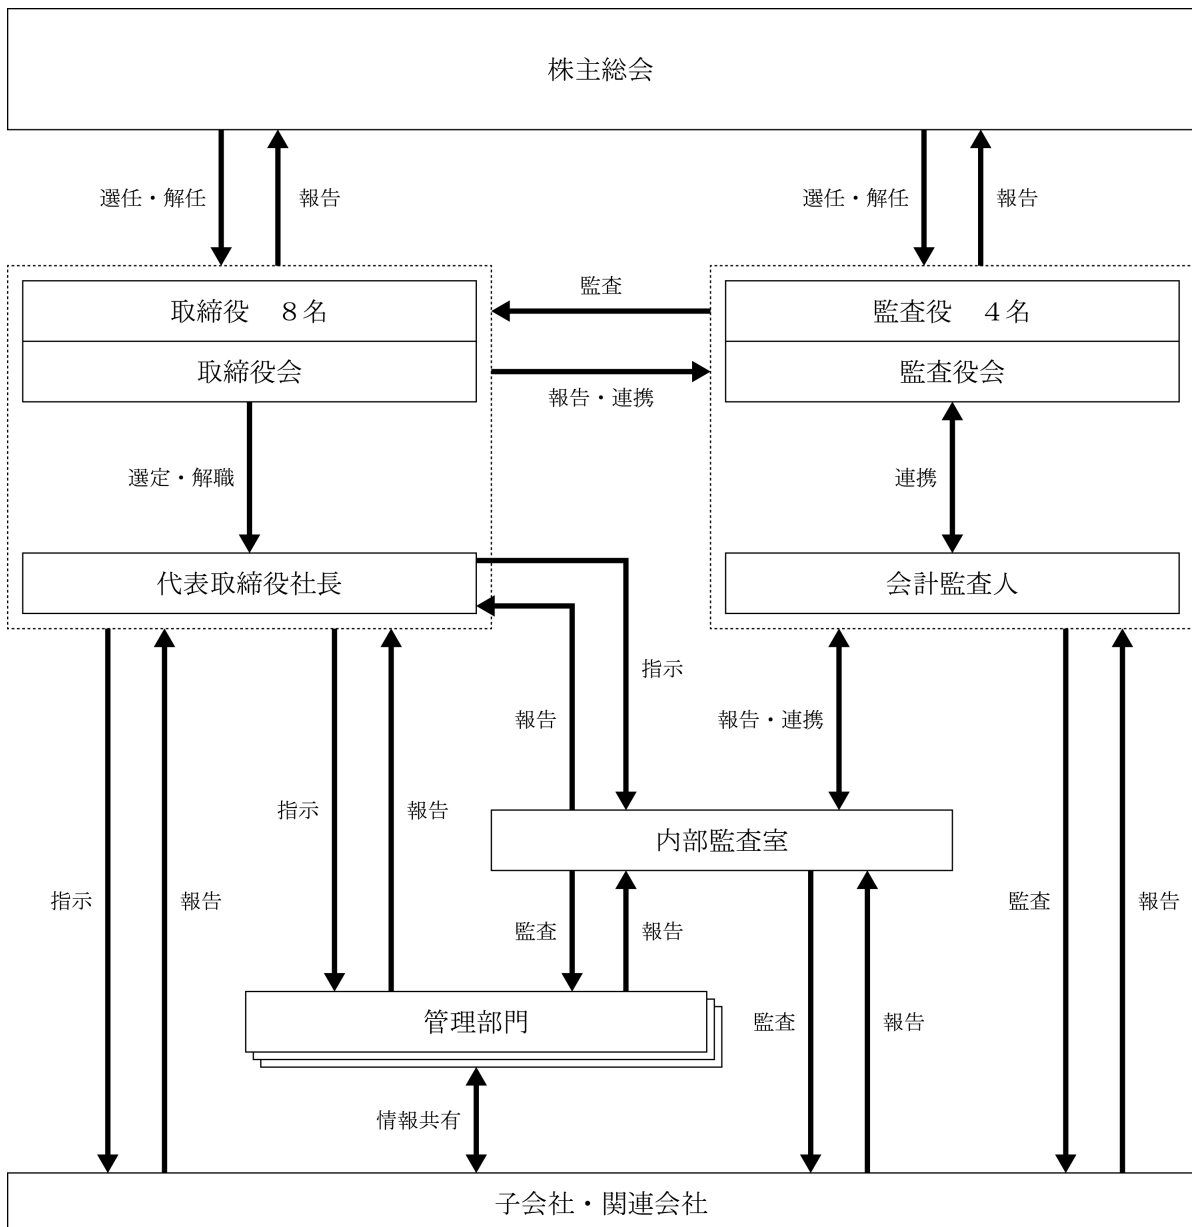 株主総会
選任・解任
報告
選任・解任
報告
取締役　８名
取締役会
監査
報告・連携
監査役　４名
監査役会
選定・解職
連携
代表取締役社長
会計監査人
指示
報告
報告・連携
指示
報告
内部監査室
指示
報告
監査
報告
監査
報告
管理部門
監査
報告
情報共有
子会社・関連会社